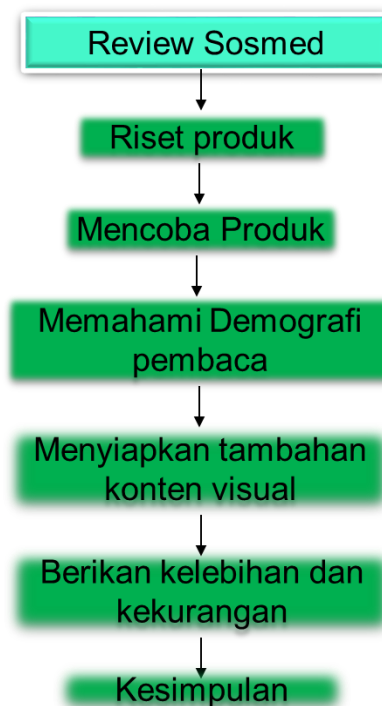 Review Sosmed
Riset produk
Mencoba Produk
Memahami Demografi
pembaca
Menyiapkan tambahan
konten visual
Berikan kelebihan dan
kekurangan
Kesimpulan